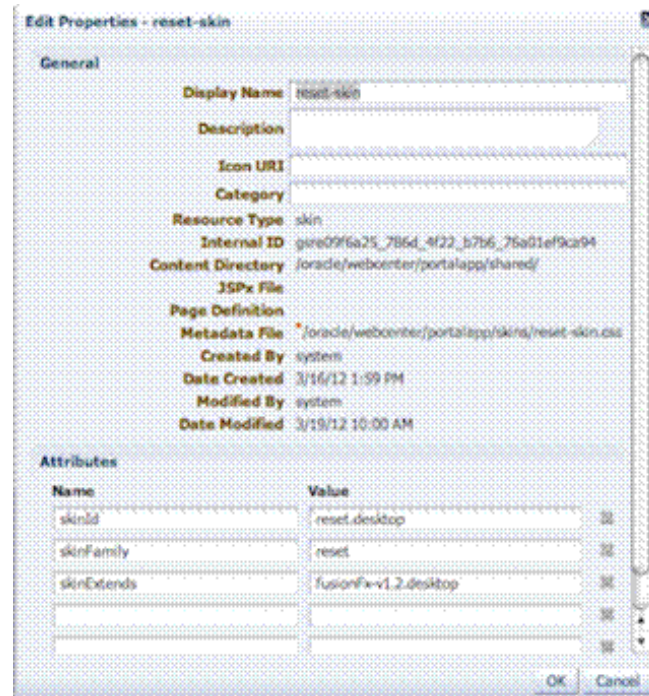 Edit Properties - reset-skin
General
Display Name reset-skin
Description
Icon URI
Category
Resource Type skin
Internal ID gsre09f6a25_786d_4f22_b7b6_76a01ef9ca94
Content Directory /oracle/webcenter/portalapp/shared/
JSPx File
Page Definition
Metadata File */oracle/webcenter/portalapp/skins/reset-skin.css
Created By system
Date Created 3/16/12 1:59 PM
Modified By system
Date Modified 3/19/12 10:00 AM
Attributes
Name Value
skinId reset.desktop
skinFamily reset
skinExtends fusionFx-v1.2.desktop
OK Cancel